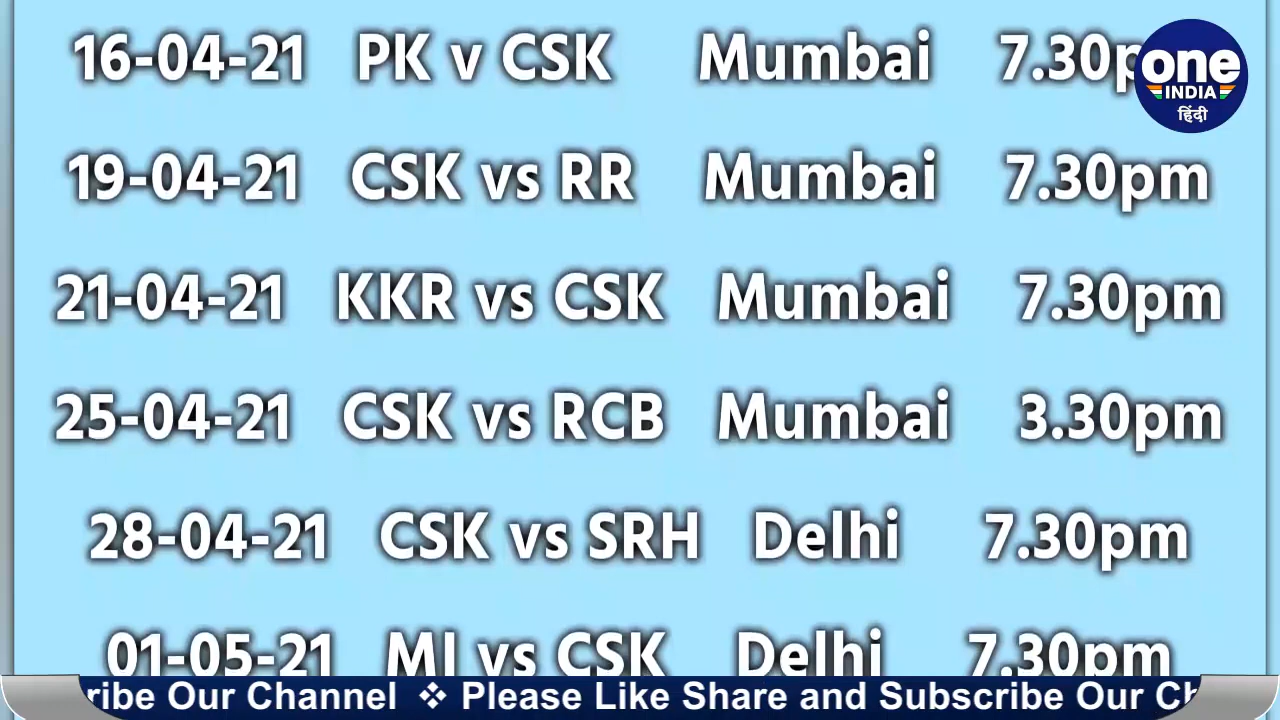 16-04-21 PK v CSK Mumbai 7.30p
one
INDIA
हिंदी
19-04-21 CSK vs RR Mumbai 7.30pm
21-04-21 KKR vs CSK Mumbai 7.30pm
25-04-21 CSK vs RCB Mumbai 3.30pm
28-04-21 CSK vs SRH Delhi 7.30pm
01-05-21 MI vs CSK Delhi 7.30pm
ribe Our Channel ❖ Please Like Share and Subscribe Our Ch